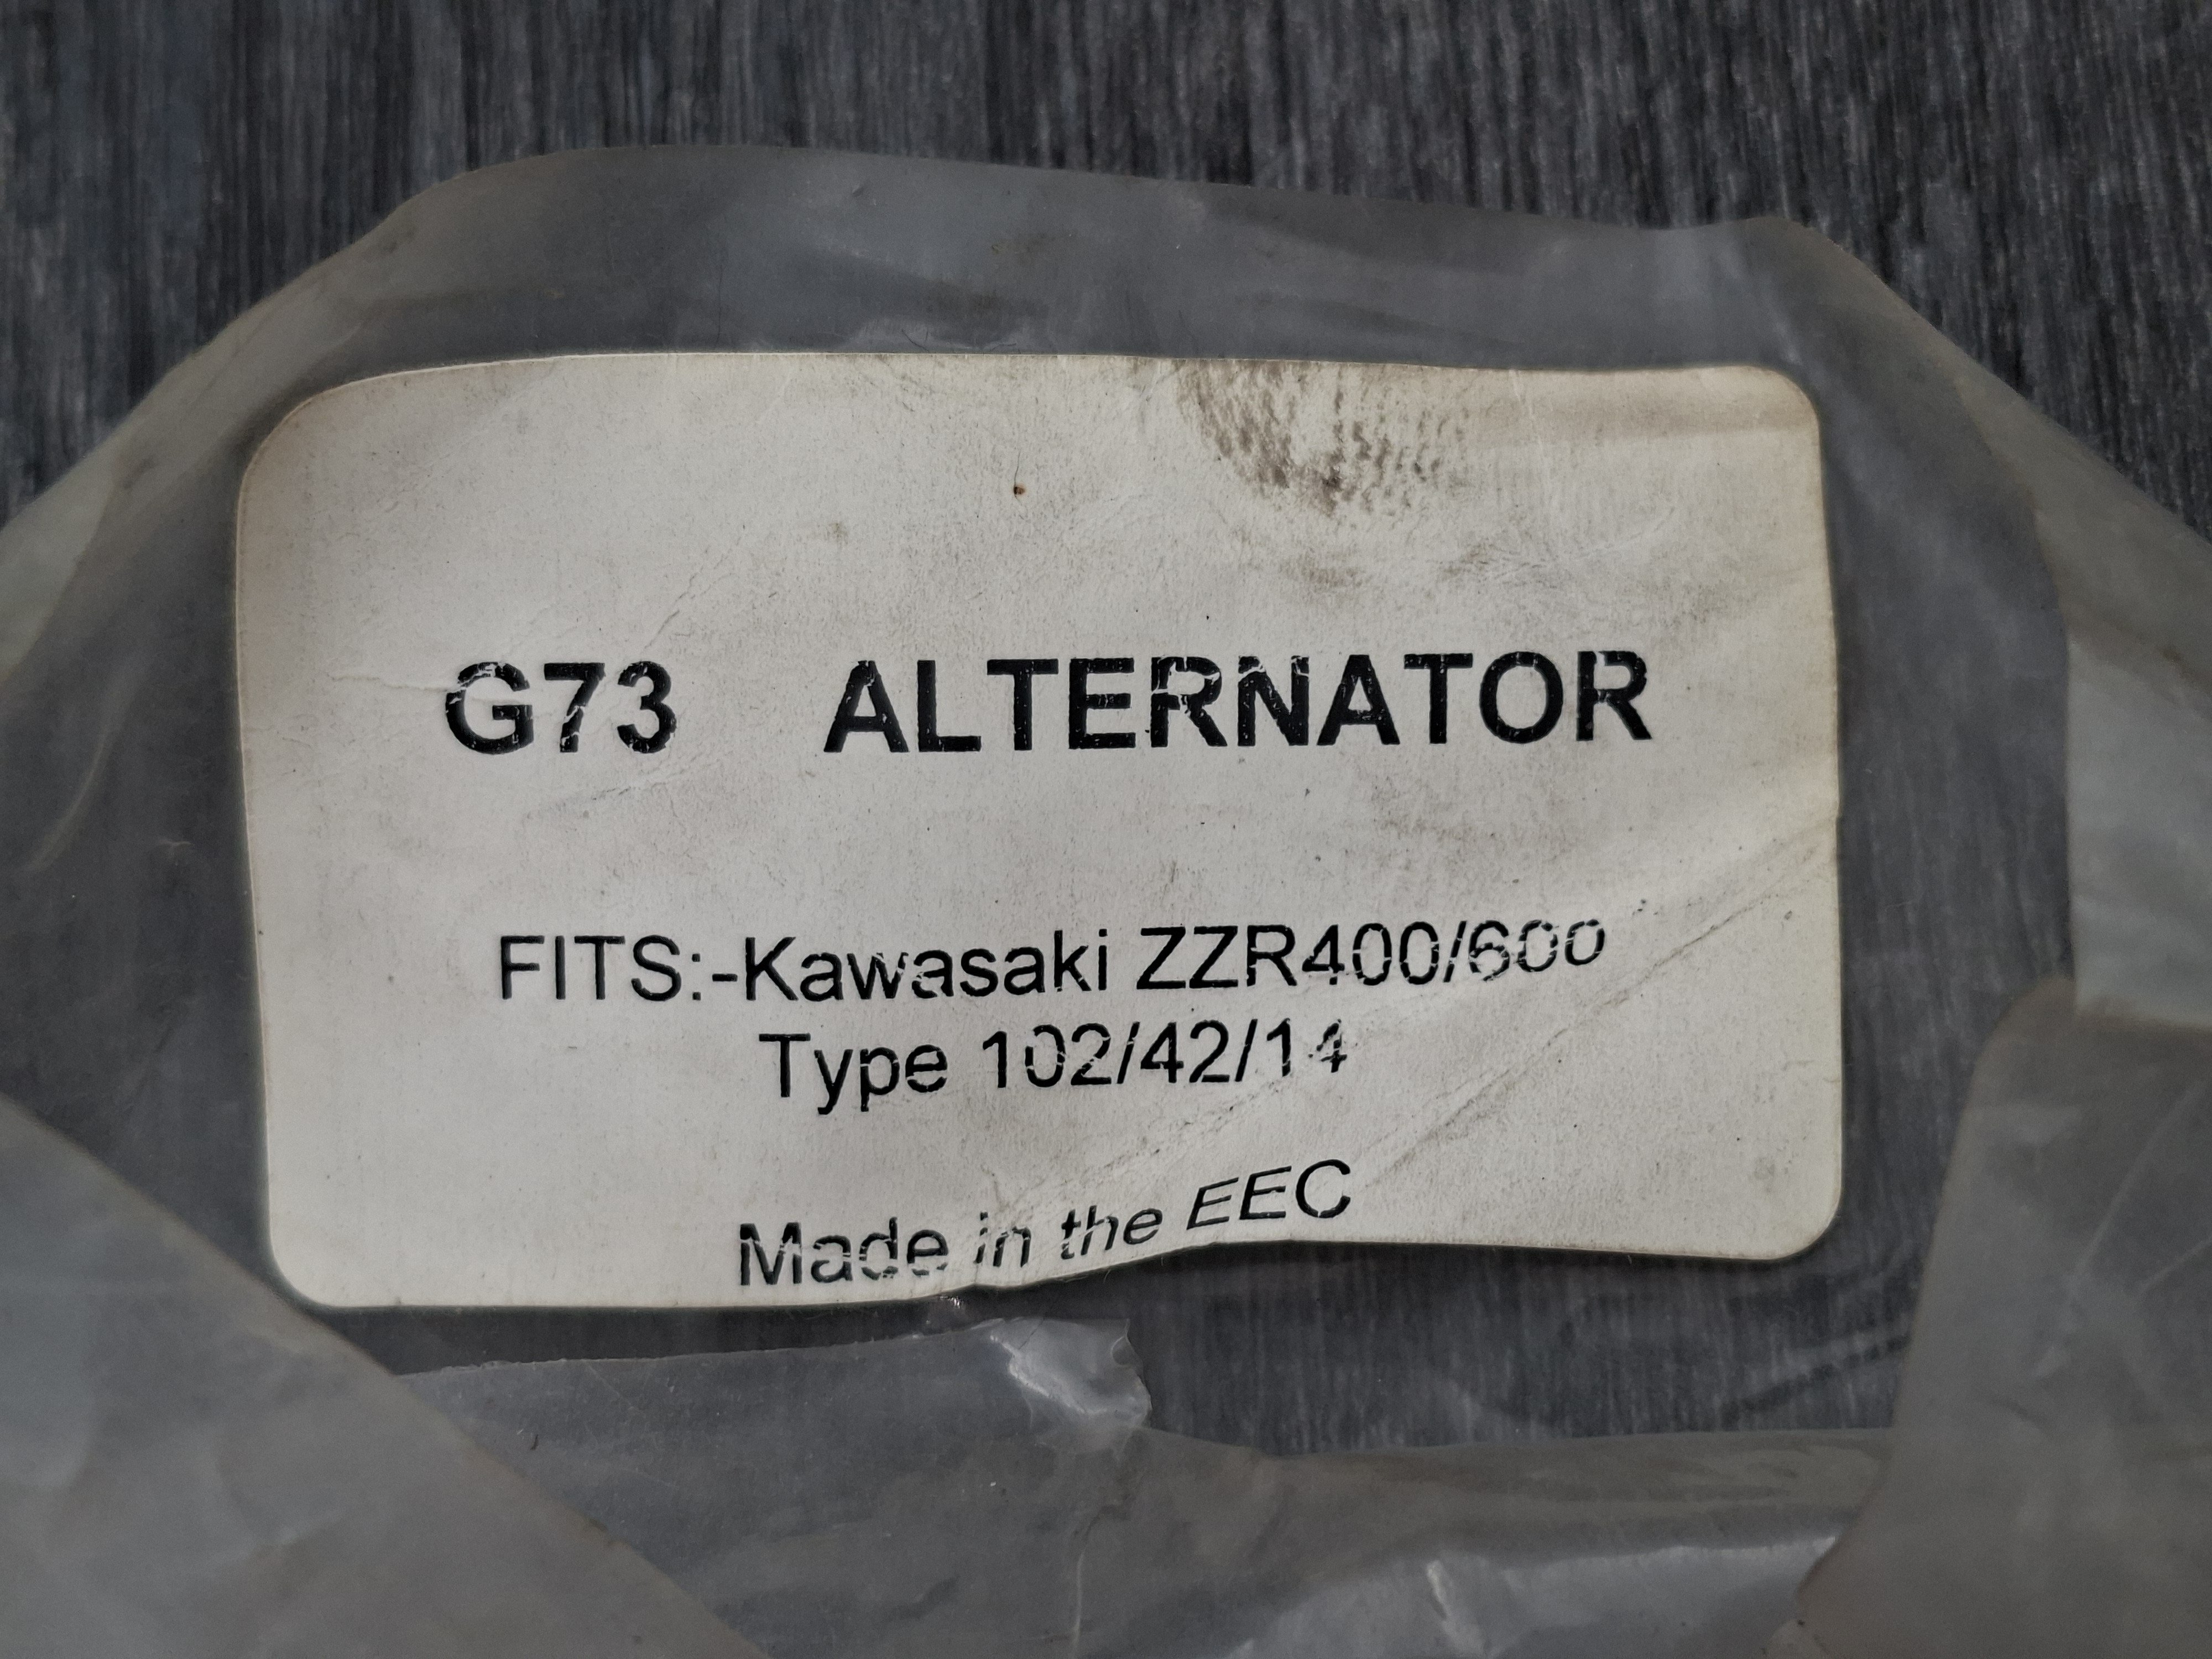 G73 ALTERNATOR
FITS:-Kawasaki ZZR400/600
Type 102/42/14
Made in the EEC